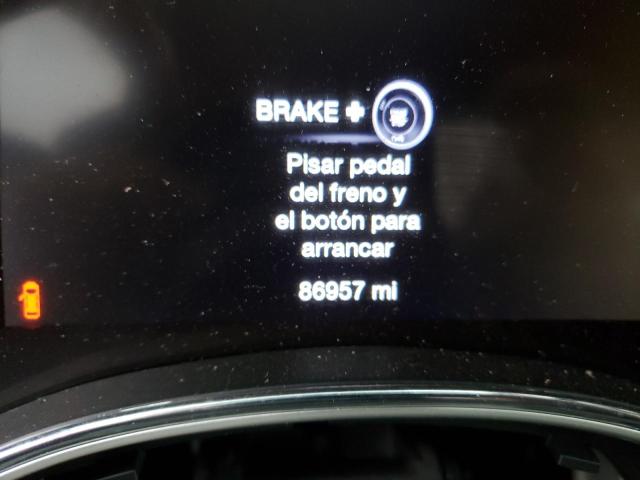 BRAKE +
Pisar pedal
del freno y
el botón para
arrancar
86957 mi